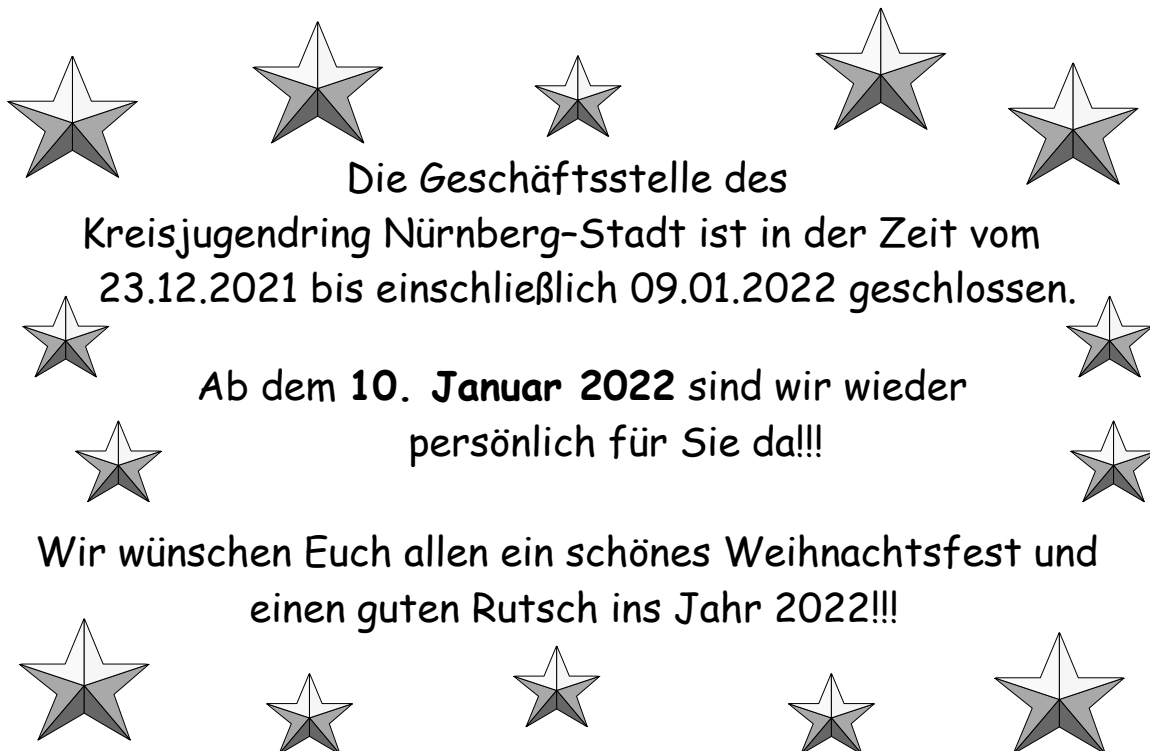 Die Geschäftsstelle des
Kreisjugendring Nürnberg–Stadt ist in der Zeit vom
23.12.2021 bis einschließlich 09.01.2022 geschlossen.
Ab dem 10. Januar 2022 sind wir wieder
persönlich für Sie da!!!
Wir wünschen Euch allen ein schönes Weihnachtsfest und
einen guten Rutsch ins Jahr 2022!!!